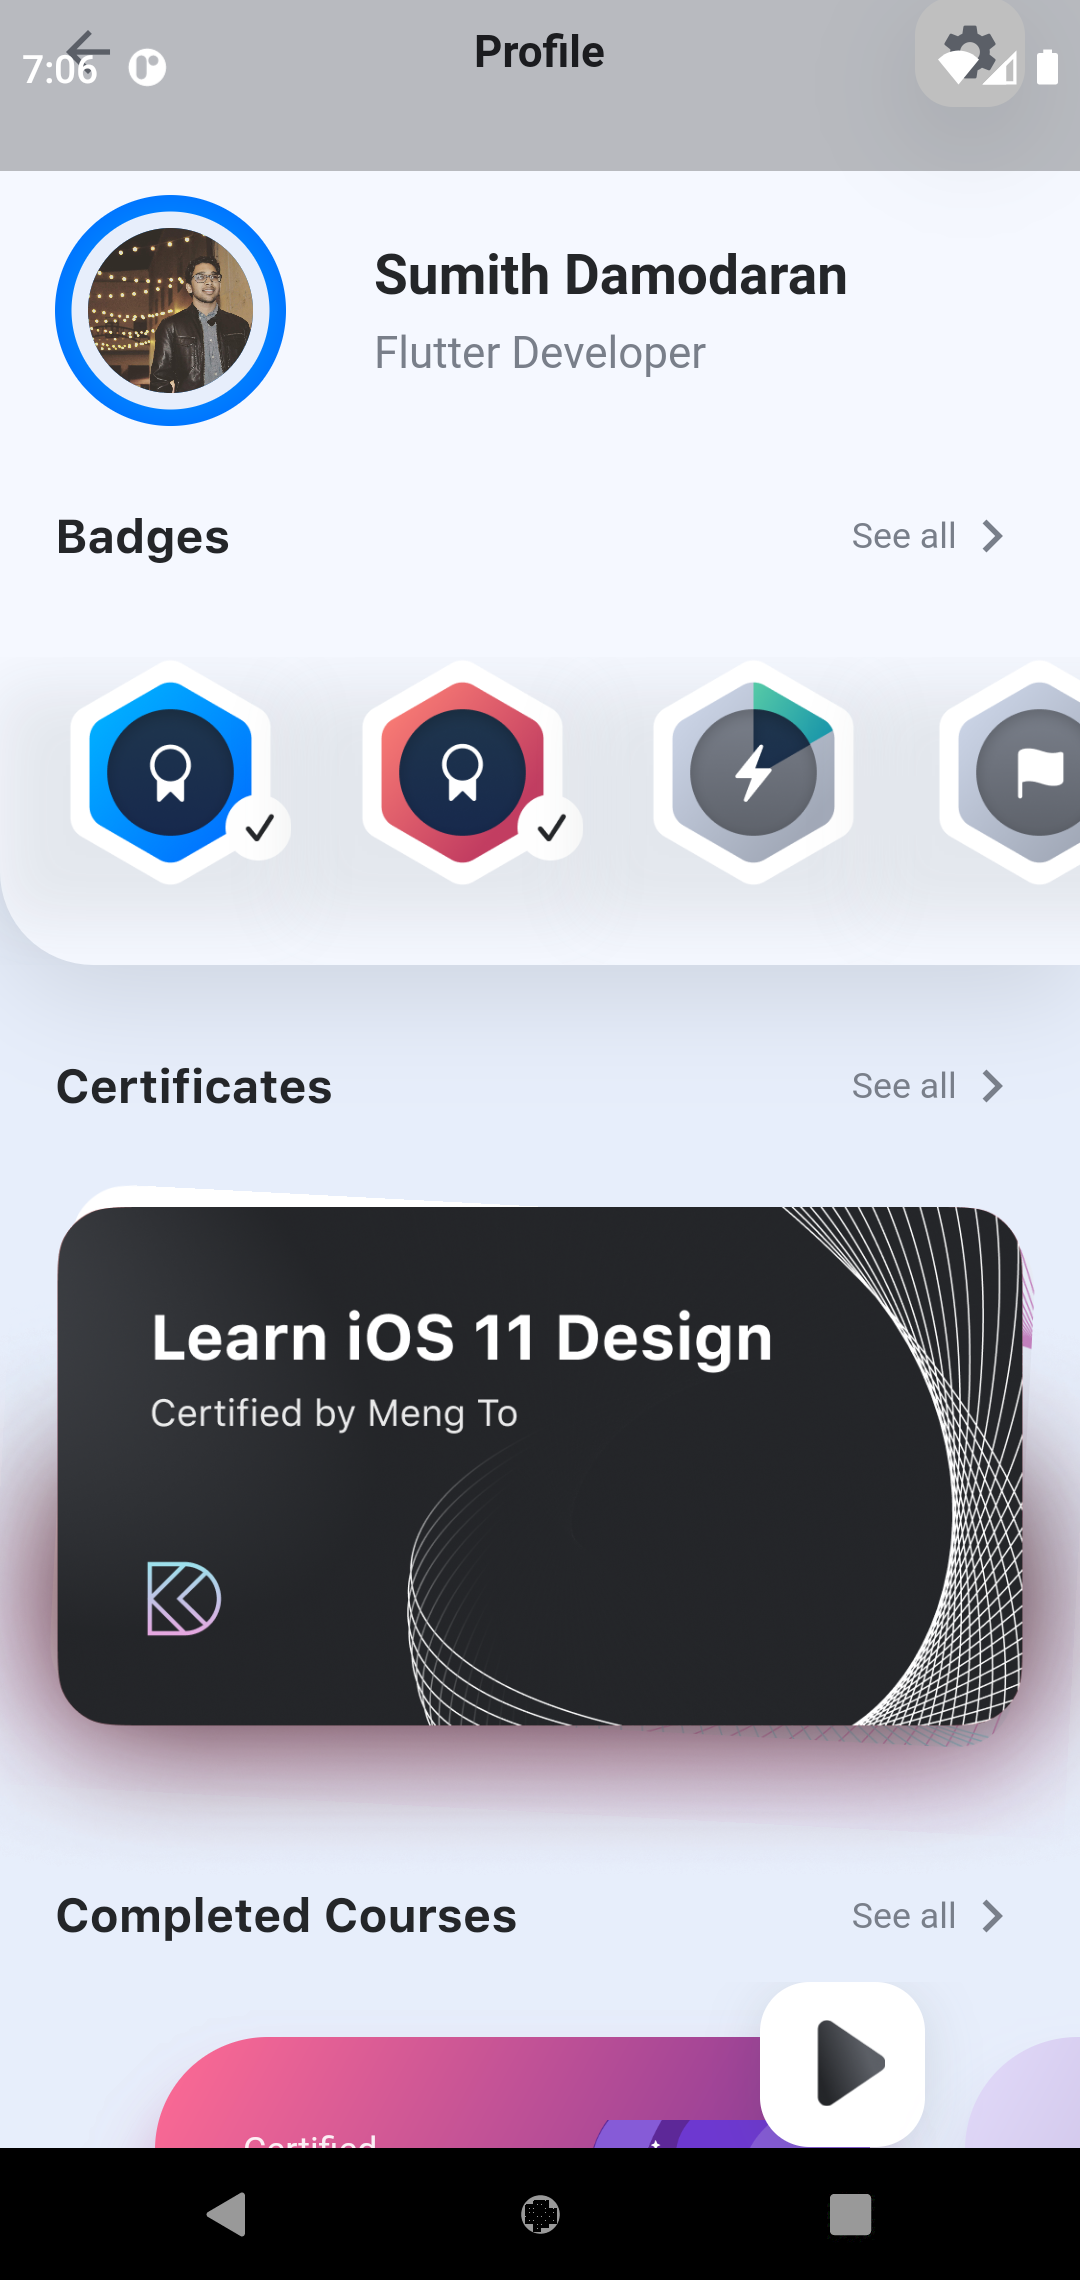 Profile
7:06
Sumith Damodaran
Flutter Developer
Badges
See all
Certificates
See all
Learn iOS 11 Design
Certified by Meng To
Completed Courses
See all
Certified